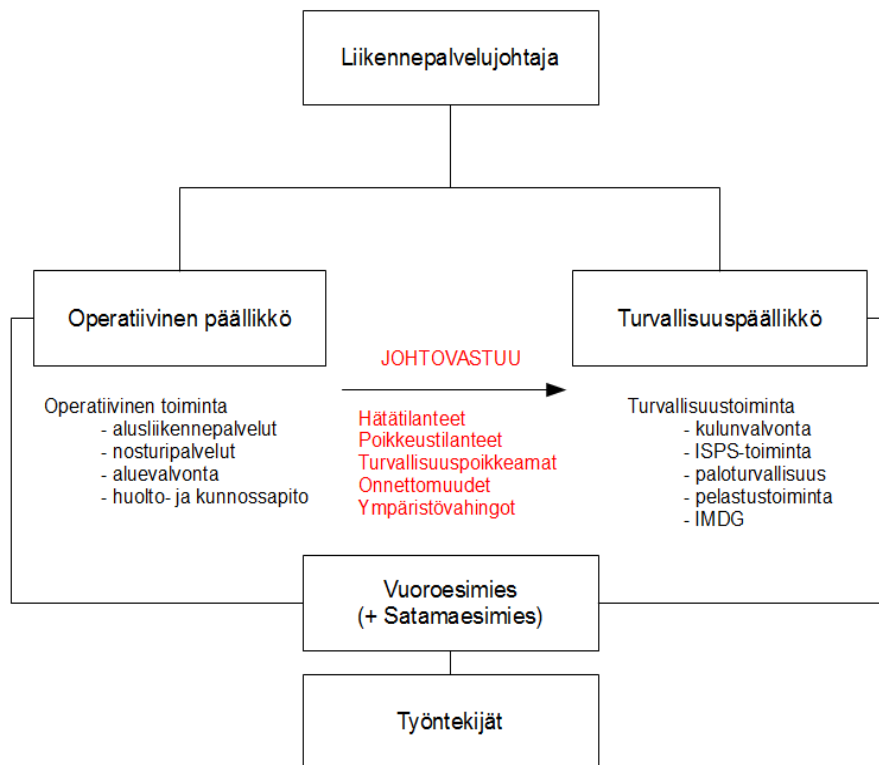 Liikennepalvelujohtaja
Operatiivinen päällikkö
Turvallisuuspäällikkö
JOHTOVASTUU
Operatiivinen toiminta
- alusliikennepalvelut
- nosturipalvelut
- aluevalvonta
- huolto- ja kunnossapito
Hätätilanteet
Poikkeustilanteet
Turvallisuuspoikkeamat
Onnettomuudet
Ympäristövahingot
Turvallisuustoiminta
- kulunvalvonta
- ISPS-toiminta
- paloturvallisuus
- pelastustoiminta
- IMDG
Vuoroesimies
(+ Satamaesimies)
Työntekijät